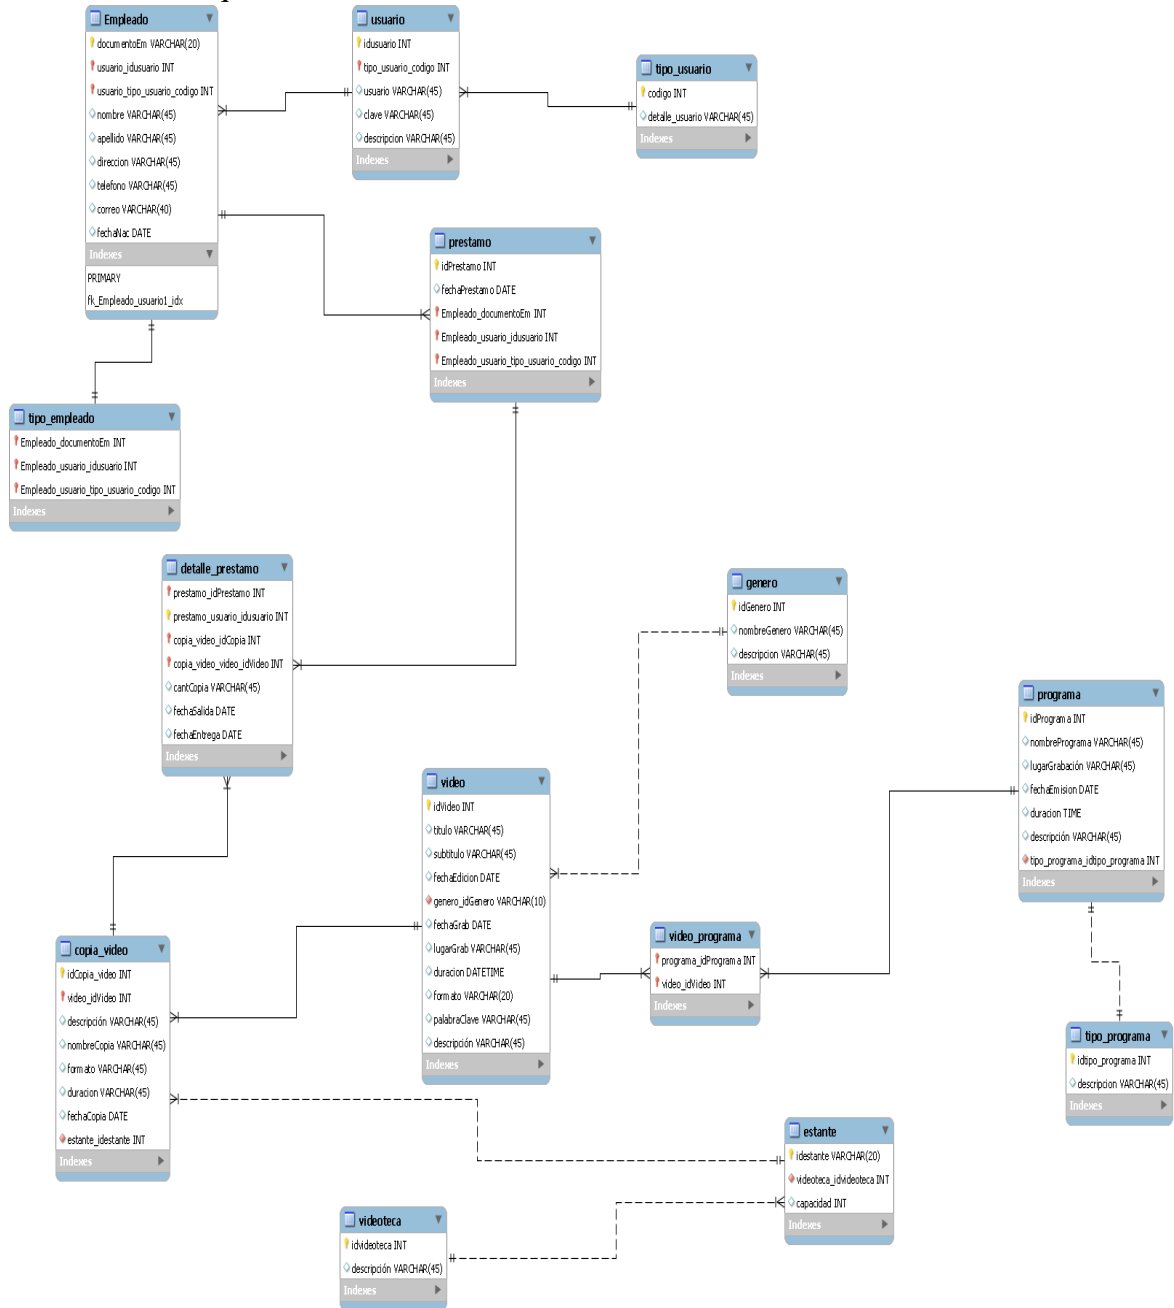 Empleado
documentoEm VARCHAR(20)
usuario_idusuario INT
usuario_tipo_usuario_codigo INT
nombre VARCHAR(45)
apellido VARCHAR(45)
direccion VARCHAR(45)
telefono VARCHAR(45)
correo VARCHAR(40)
fechaNac DATE
Indexes
PRIMARY
fk_Empleado_usuario1_idx
usuario
idusuario INT
tipo_usuario_codigo INT
usuario VARCHAR(45)
clave VARCHAR(45)
descripcion VARCHAR(45)
Indexes
tipo_usuario
codigo INT
detalle_usuario VARCHAR(45)
Indexes
prestamo
idPrestamo INT
fechaPrestamo DATE
Empleado_documentoEm INT
Empleado_usuario_idusuario INT
Empleado_usuario_tipo_usuario_codigo INT
Indexes
tipo_empleado
Empleado_documentoEm INT
Empleado_usuario_idusuario INT
Empleado_usuario_tipo_usuario_codigo INT
Indexes
detalle_prestamo
prestamo_idPrestamo INT
prestamo_usuario_idusuario INT
copia_video_idCopia INT
copia_video_video_idVideo INT
cantCopia VARCHAR(45)
fechaSalida DATE
fechaEntrega DATE
Indexes
genero
idGenero INT
nombreGenero VARCHAR(45)
descripcion VARCHAR(45)
Indexes
programa
idPrograma INT
nombrePrograma VARCHAR(45)
lugarGrabación VARCHAR(45)
fechaEmision DATE
duracion TIME
descripción VARCHAR(45)
tipo_programa_idtipo_programa INT
Indexes
video
idVideo INT
titulo VARCHAR(45)
subtitulo VARCHAR(45)
fechaEdicion DATE
genero_idGenero VARCHAR(10)
fechaGrab DATE
lugarGrab VARCHAR(45)
duracion DATETIME
formato VARCHAR(20)
palabraClave VARCHAR(45)
descripción VARCHAR(45)
Indexes
video_programa
programa_idPrograma INT
video_idVideo INT
Indexes
copia_video
idCopia_video INT
video_idVideo INT
descripción VARCHAR(45)
nombreCopia VARCHAR(45)
formato VARCHAR(45)
duracion VARCHAR(45)
fechaCopia DATE
estante_idestante INT
Indexes
tipo_programa
idtipo_programa INT
descripcion VARCHAR(45)
Indexes
estante
idestante VARCHAR(20)
videoteca_idvideoteca INT
capacidad INT
Indexes
videoteca
idvideoteca INT
descripción VARCHAR(45)
Indexes